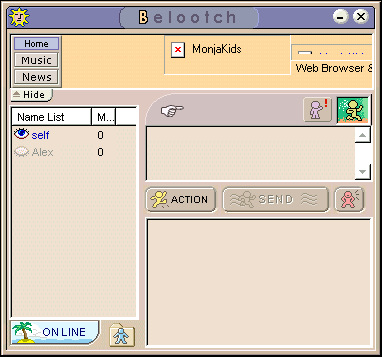 Belootch
Home
MonjaKids
Music
Web Browser &
News
Hide
Name List M...
self 0
Alex 0
ACTION SEND
ON LINE